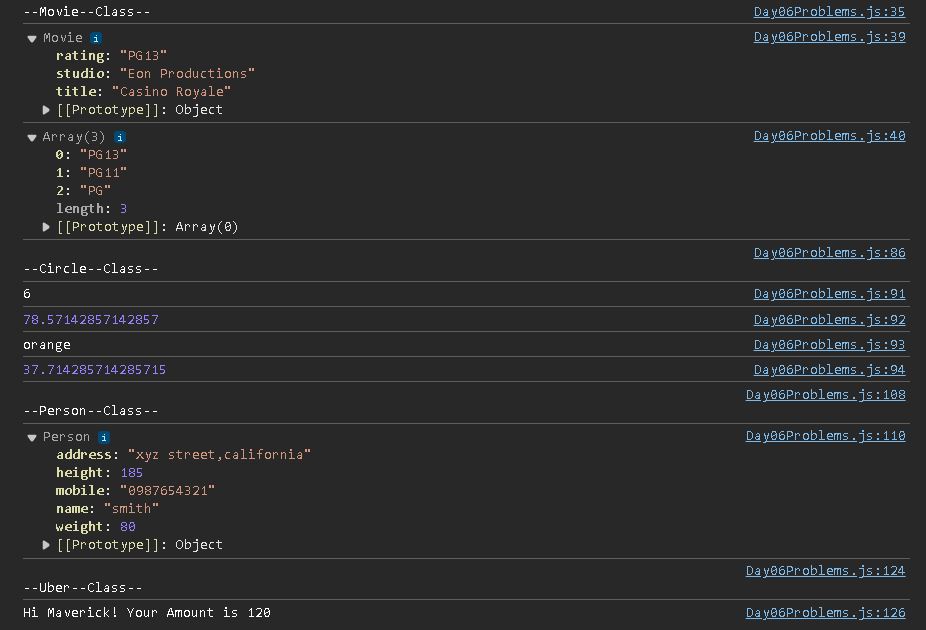 --Movie--Class-- Day06Problems.js:35
▼ Movie i Day06Problems.js:39
rating: "PG13"
studio: "Eon Productions"
title: "Casino Royale"
▶ [[Prototype]]: Object
▼ Array(3) i Day06Problems.js:40
0: "PG13"
1: "PG11"
2: "PG"
length: 3
▶ [[Prototype]]: Array(0)
Day06Problems.js:86
--Circle--Class--
6 Day06Problems.js:91
78.57142857142857 Day06Problems.js:92
orange Day06Problems.js:93
37.714285714285715 Day06Problems.js:94
Day06Problems.js:108
--Person--Class--
▼ Person i Day06Problems.js:110
address: "xyz street,california"
height: 185
mobile: "0987654321"
name: "smith"
weight: 80
▶ [[Prototype]]: Object
Day06Problems.js:124
--Uber--Class--
Hi Maverick! Your Amount is 120 Day06Problems.js:126